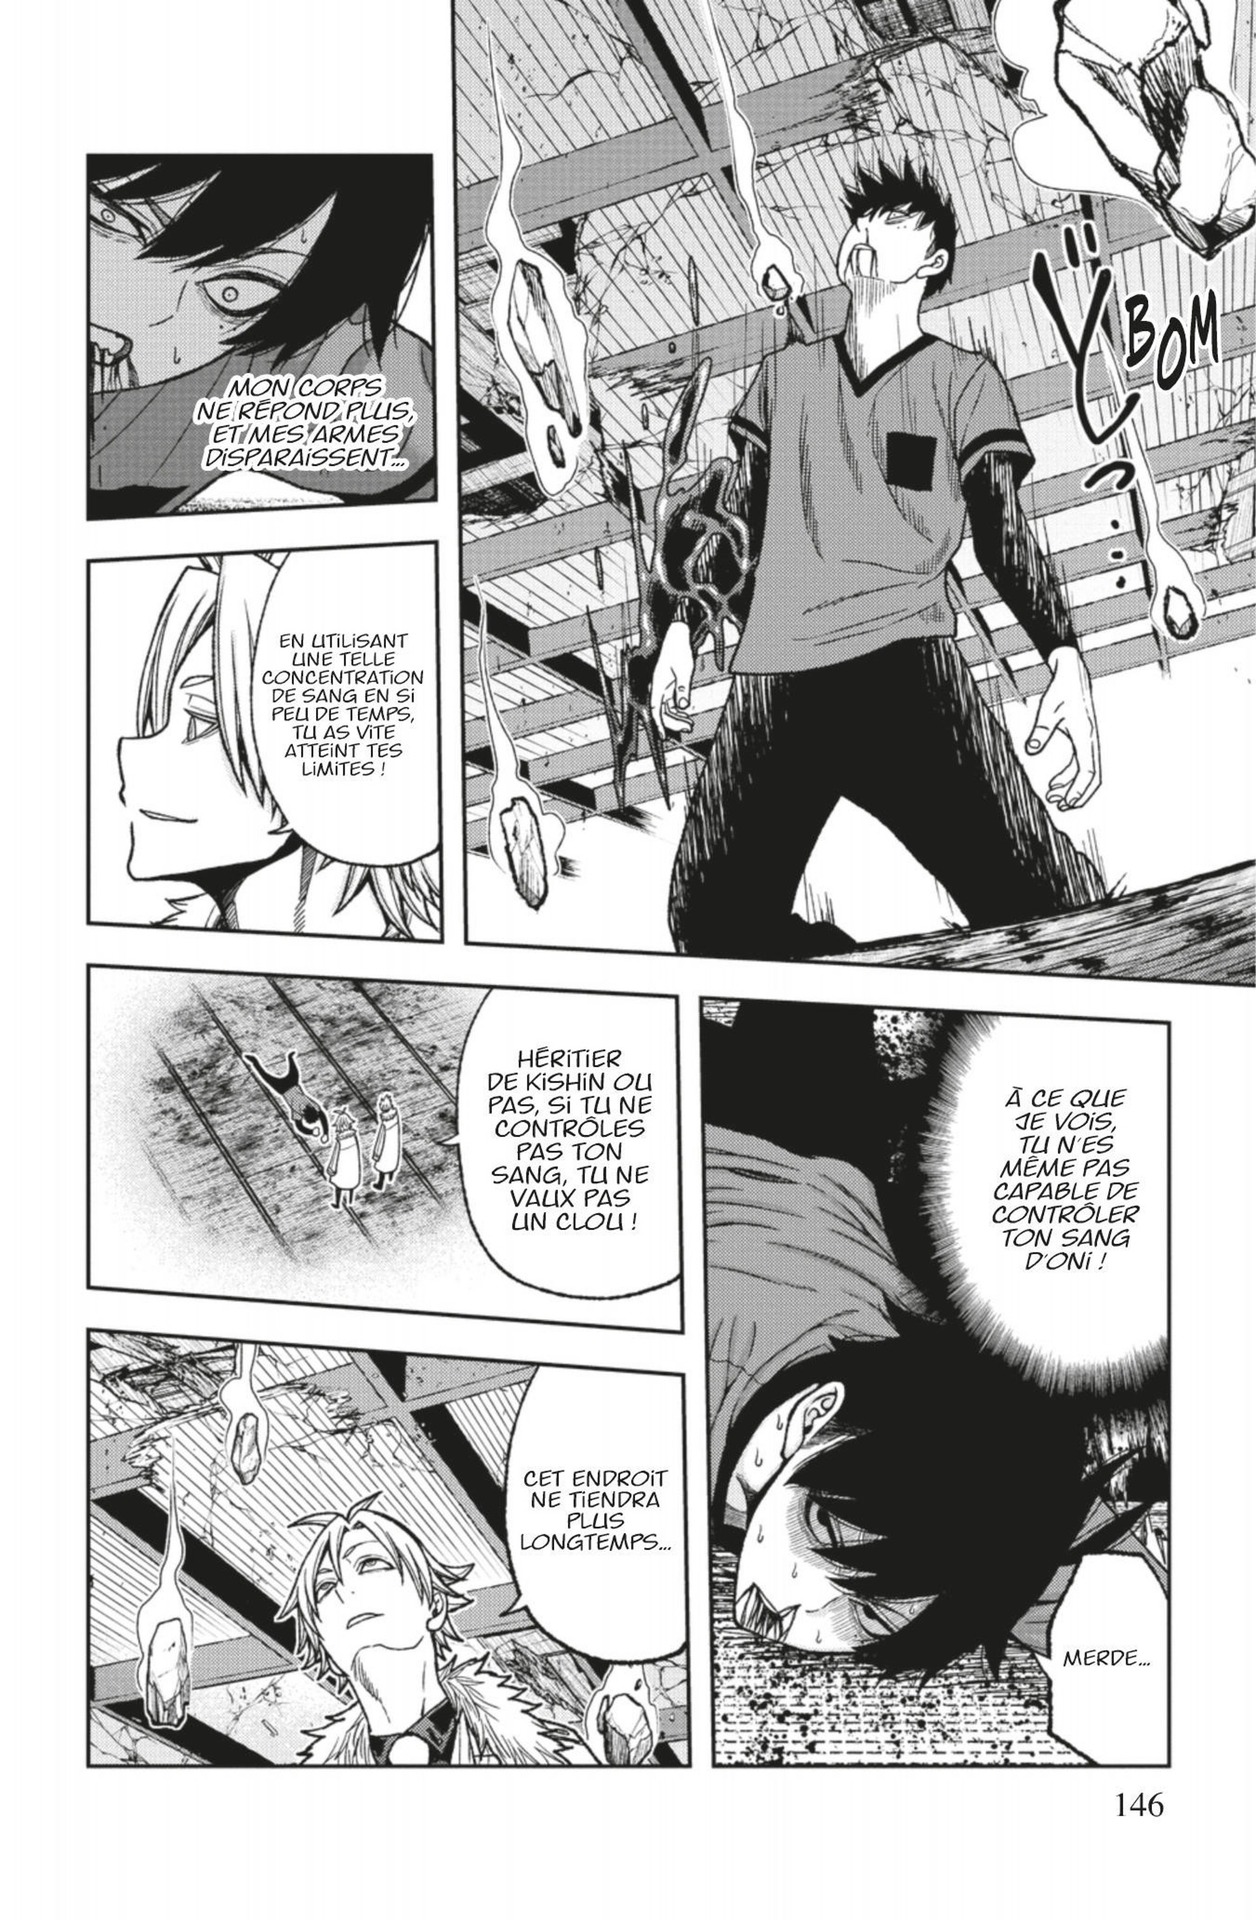 ドッ
BOM
MON CORPS
NE RÉPOND PLUS,
ET MES ARMES
DISPARAISSENT...
EN UTILISANT
UNE TELLE
CONCENTRATION
DE SANG EN SI
PEU DE TEMPS,
TU AS VITE
ATTEINT TES
LIMITES !
À CE QUE
JE VOIS,
TU N'ES
MÊME PAS
CAPABLE DE
CONTRÔLER
TON SANG
D'ONI !
MERDE...
HÉRITIER
DE KISHIN OU
PAS, SI TU NE
CONTRÔLES
PAS TON
SANG, TU NE
VAUX PAS
UN CLOU !
CET ENDROIT
NE TIENDRA
PLUS
LONGTEMPS...
146